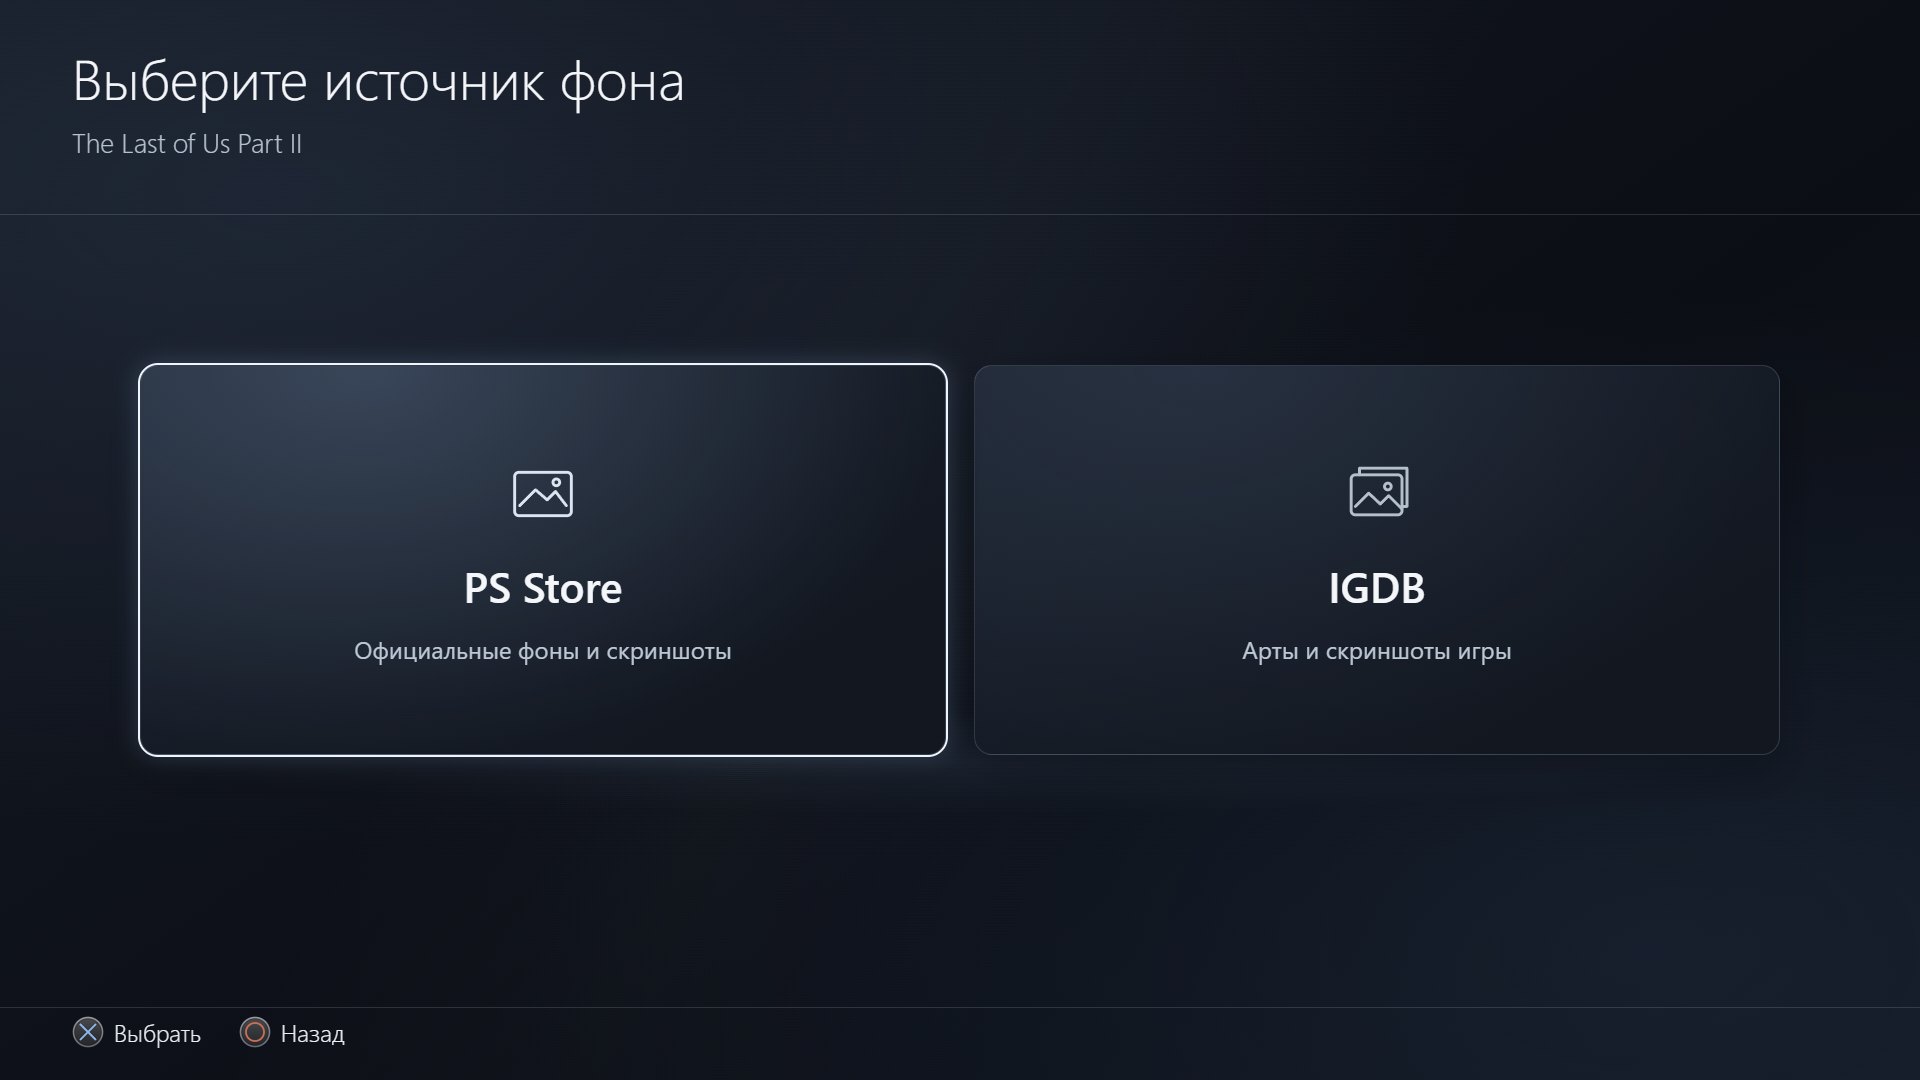 Выберите источник фона
The Last of Us Part II
PS Store
Официальные фоны и скриншоты
IGDB
Арты и скриншоты игры
Выбрать
Назад